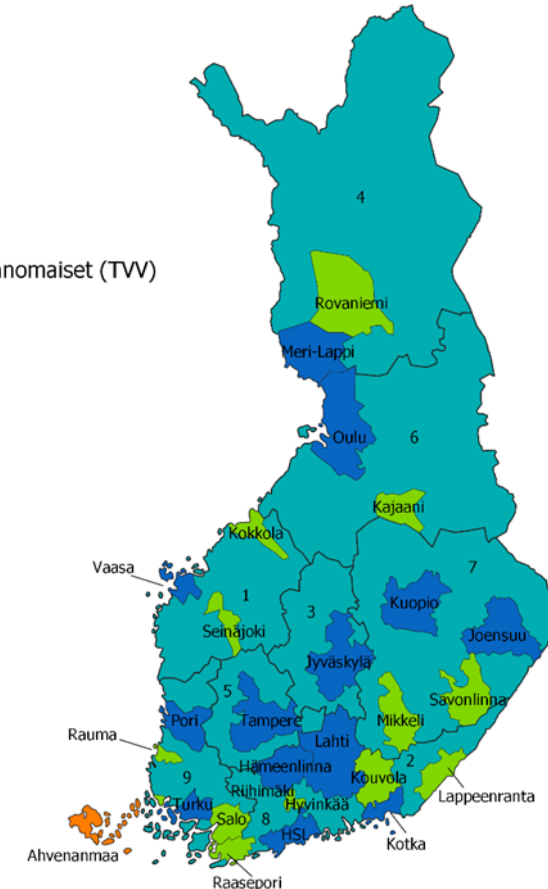 4
nomaiset (TVV)
Rovaniemi
Meri-Lappi
Oulu
6
Kajaani
Kokkola
Vaasa
7
1
Kuopio
3
Seinäjoki
Joensuu
Jyväskylä
5
Savonlinna
Pori
Tampere
Mikkeli
Rauma
Lahti
2
Hämeenlinna
9
Kouvola
Riihimäki
Lappeenranta
Turku
Hyvinkää
Salo
8
HSL
Kotka
Ahvenanmaa
Raasepori